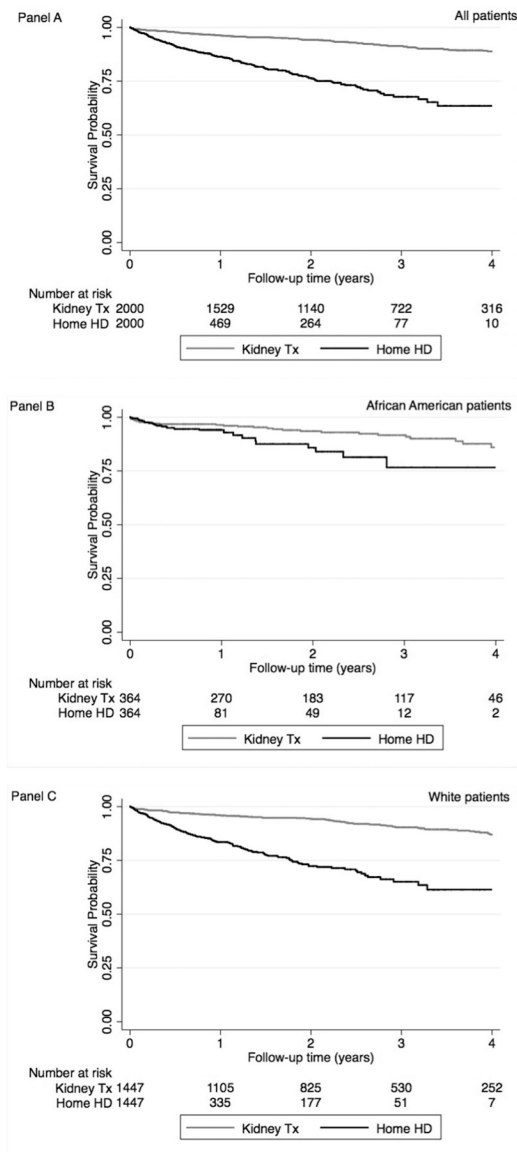 Panel A
All patients
Survival Probability
1.00
0.75
0.50
0.25
0.00
0 1 2 3 4
Follow-up time (years)
Number at risk
Kidney Tx 2000 1529 1140 722 316
Home HD 2000 469 264 77 10
Kidney Tx Home HD
Panel B
African American patients
Survival Probability
1.00
0.75
0.50
0.25
0.00
0 1 2 3 4
Follow-up time (years)
Number at risk
Kidney Tx 364 270 183 117 46
Home HD 364 81 49 12 2
Kidney Tx Home HD
Panel C
White patients
Survival Probability
1.00
0.75
0.50
0.25
0.00
0 1 2 3 4
Follow-up time (years)
Number at risk
Kidney Tx 1447 1105 825 530 252
Home HD 1447 335 177 51 7
Kidney Tx Home HD